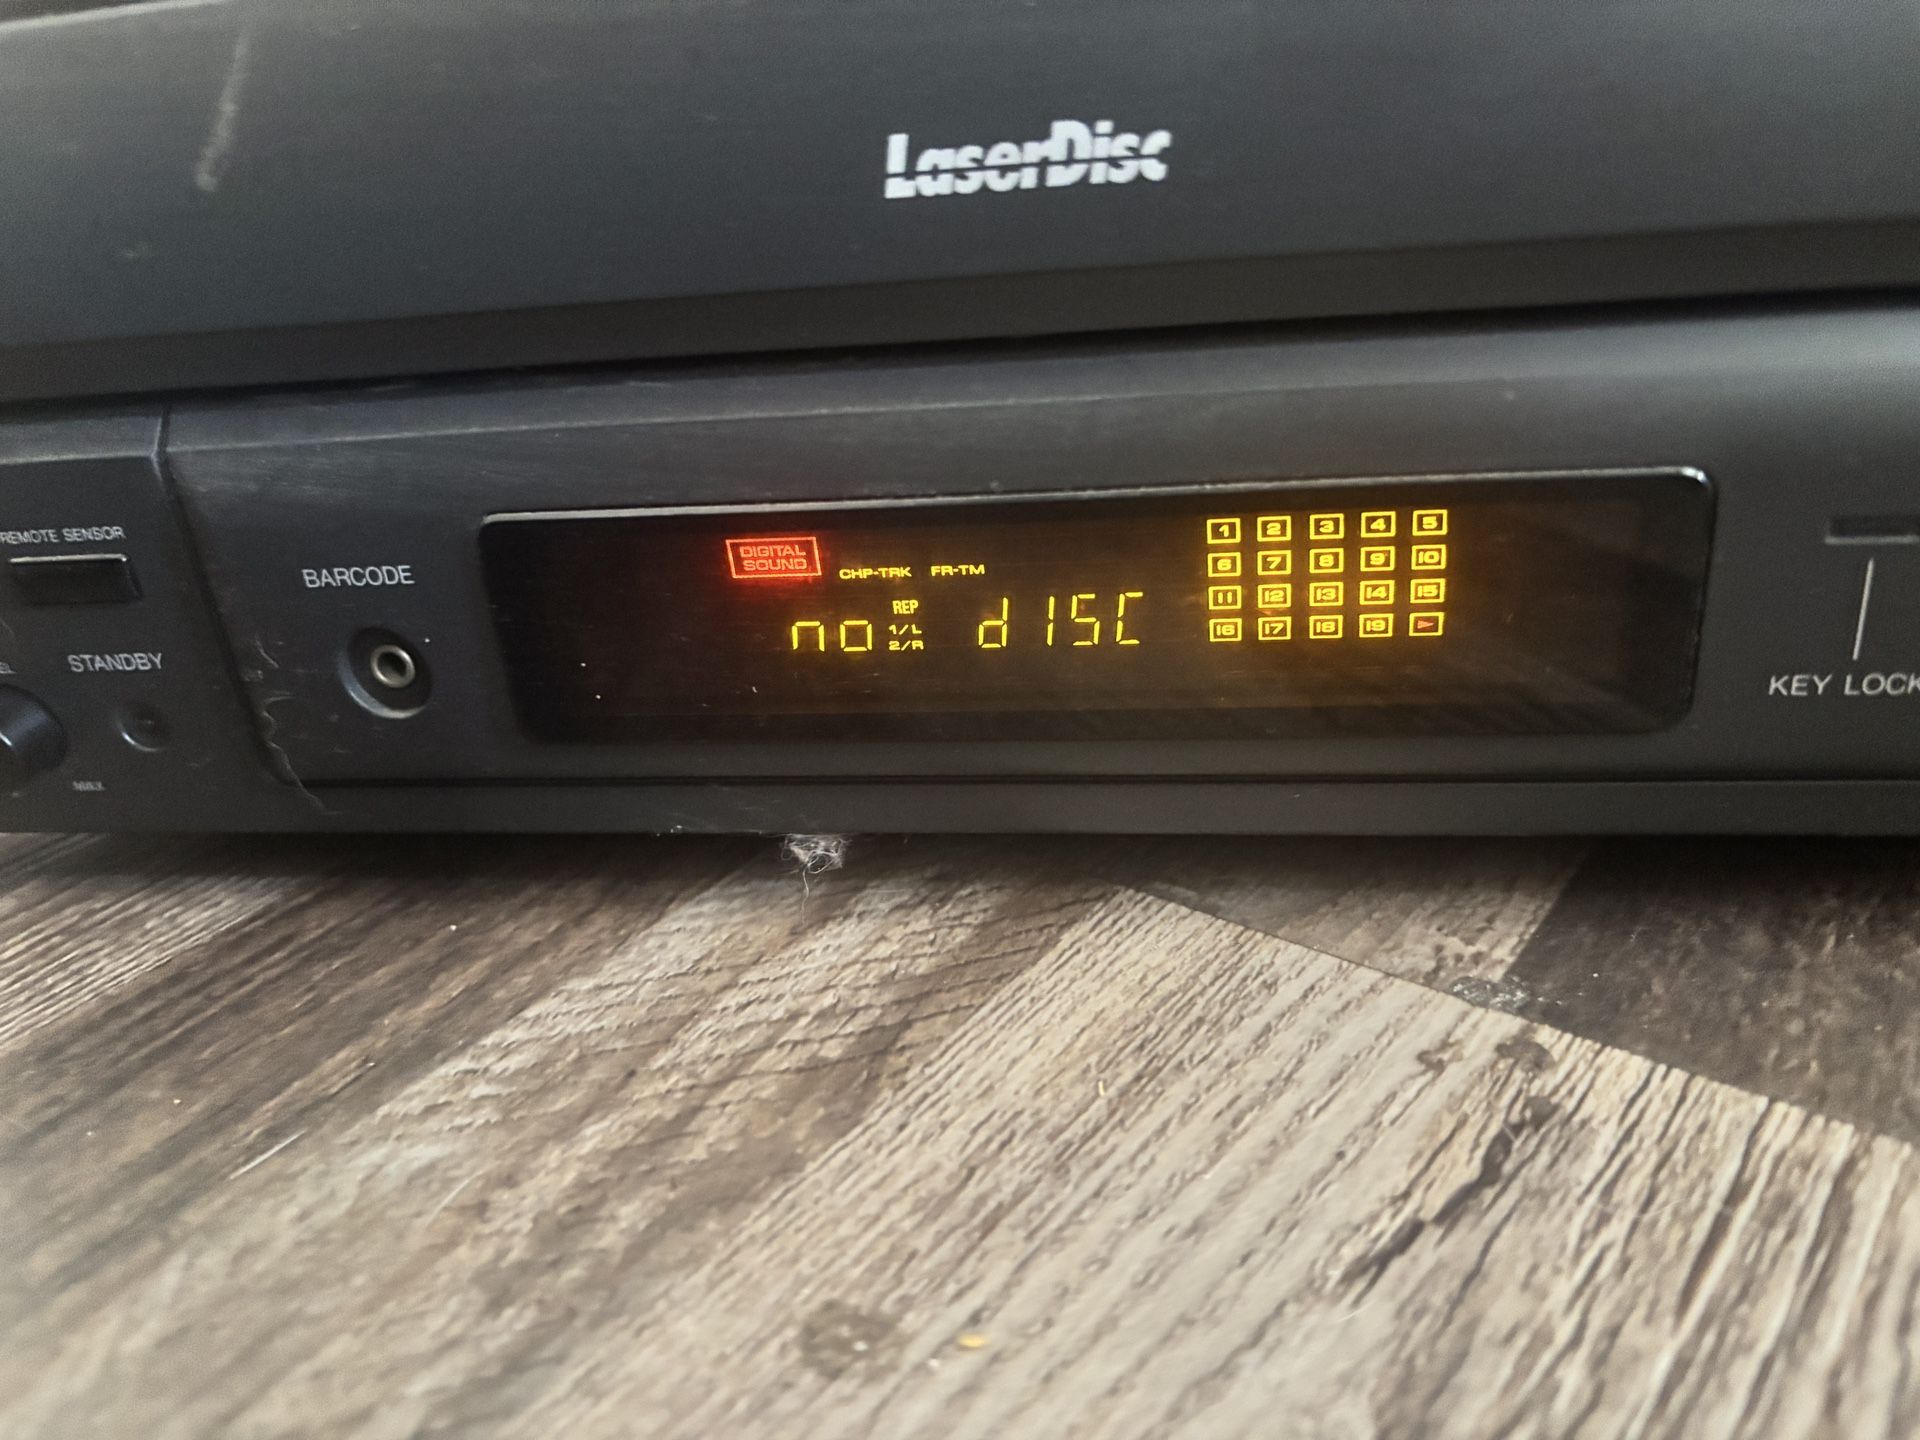 LaserDisc
REMOTE SENSOR
BARCODE
STANDBY
MAX
DIGITAL
SOUND
CHP-TRK FR-TM
REP
1/L
2/R
no dISC
1 2 3 4 5
6 7 8 9 10
11 12 13 14 15
16 17 18 19
KEY LOCK